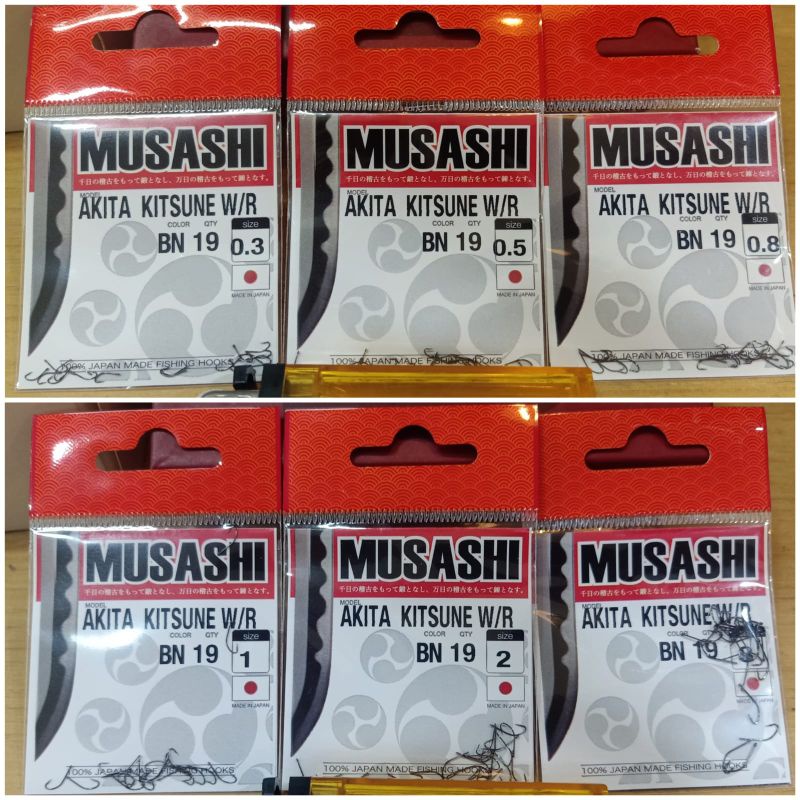 MUSASHI
千日の稽古をもって鍛となし、万日の稽古をもって錬となす。
MODEL
AKITA KITSUNE W/R
COLOR QTY size
BN 19 0.3
MADE IN JAPAN
100% JAPAN MADE FISHING HOOKS
MUSASHI
千日の稽古をもって鍛となし、万日の稽古をもって錬となす。
MODEL
AKITA KITSUNE W/R
COLOR QTY size
BN 19 0.5
MADE IN JAPAN
100% JAPAN MADE FISHING HOOKS
MUSASHI
千日の稽古をもって鍛となし、万日の稽古をもって錬となす。
MODEL
AKITA KITSUNE W/R
COLOR QTY size
BN 19 0.8
MADE IN JAPAN
100% JAPAN MADE FISHING HOOKS
MUSASHI
千日の稽古をもって鍛となし、万日の稽古をもって錬となす。
MODEL
AKITA KITSUNE W/R
COLOR QTY size
BN 19 1
MADE IN JAPAN
100% JAPAN MADE FISHING HOOKS
MUSASHI
千日の稽古をもって鍛となし、万日の稽古をもって錬となす。
MODEL
AKITA KITSUNE W/R
COLOR QTY size
BN 19 2
MADE IN JAPAN
100% JAPAN MADE FISHING HOOKS
MUSASHI
千日の稽古をもって鍛となし、万日の稽古をもって錬となす。
MODEL
AKITA KITSUNE W/R
COLOR QTY
BN 19
MADE IN JAPAN
100% JAPAN MADE FISHING HOOKS